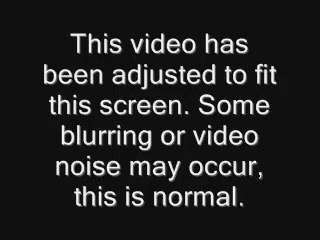 This video has
been adjusted to fit
this screen. Some
blurring or video
noise may occur,
this is normal.